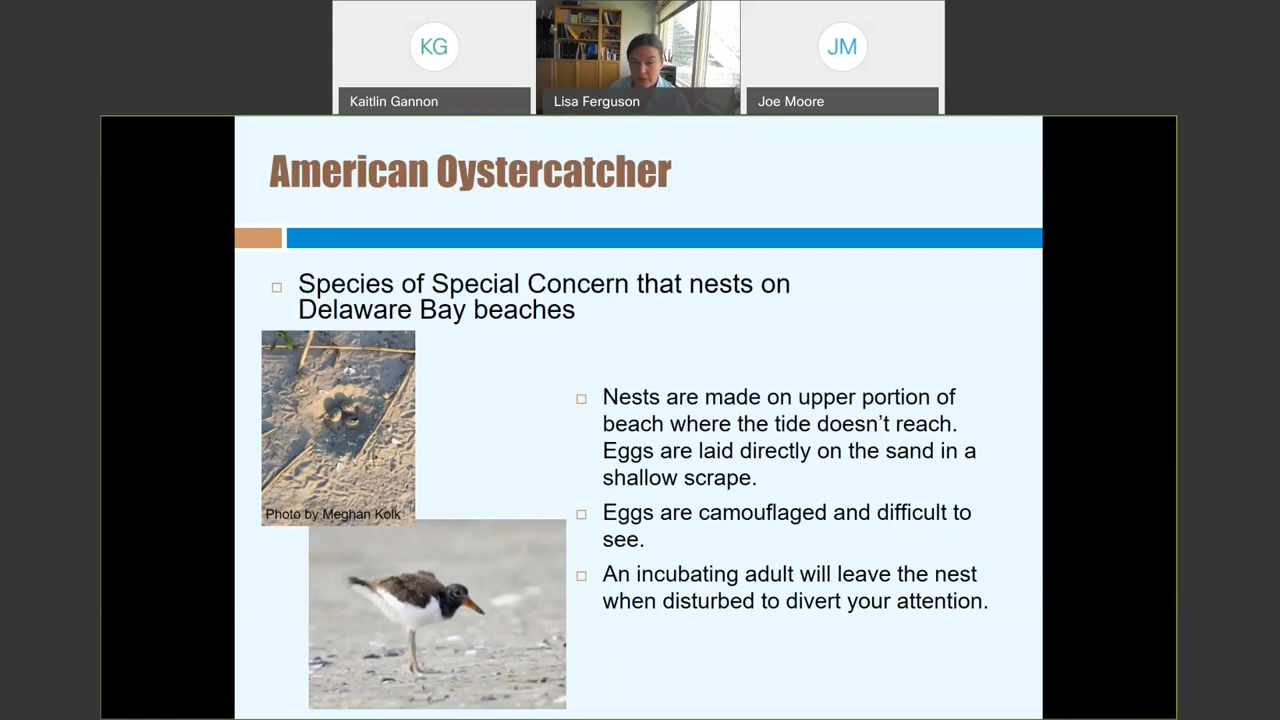 KG
JM
Kaitlin Gannon
Lisa Ferguson
Joe Moore
American Oystercatcher
Species of Special Concern that nests on
Delaware Bay beaches
Nests are made on upper portion of
beach where the tide doesn't reach.
Eggs are laid directly on the sand in a
shallow scrape.
Eggs are camouflaged and difficult to
see.
An incubating adult will leave the nest
when disturbed to divert your attention.
Photo by Meghan Kolk